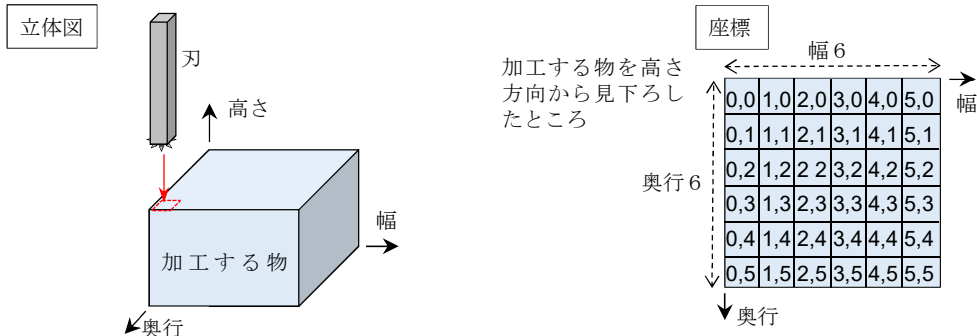 立体図
刃
高さ
幅
加工する物
奥行
座標
幅６
加工する物を高さ
方向から見下ろし
たところ
幅
奥行６
0,0 1,0 2,0 3,0 4,0 5,0
0,1 1,1 2,1 3,1 4,1 5,1
0,2 1,2 2 2 3,2 4,2 5,2
0,3 1,3 2,3 3,3 4,3 5,3
0,4 1,4 2,4 3,4 4,4 5,4
0,5 1,5 2,5 3,5 4,5 5,5
奥行